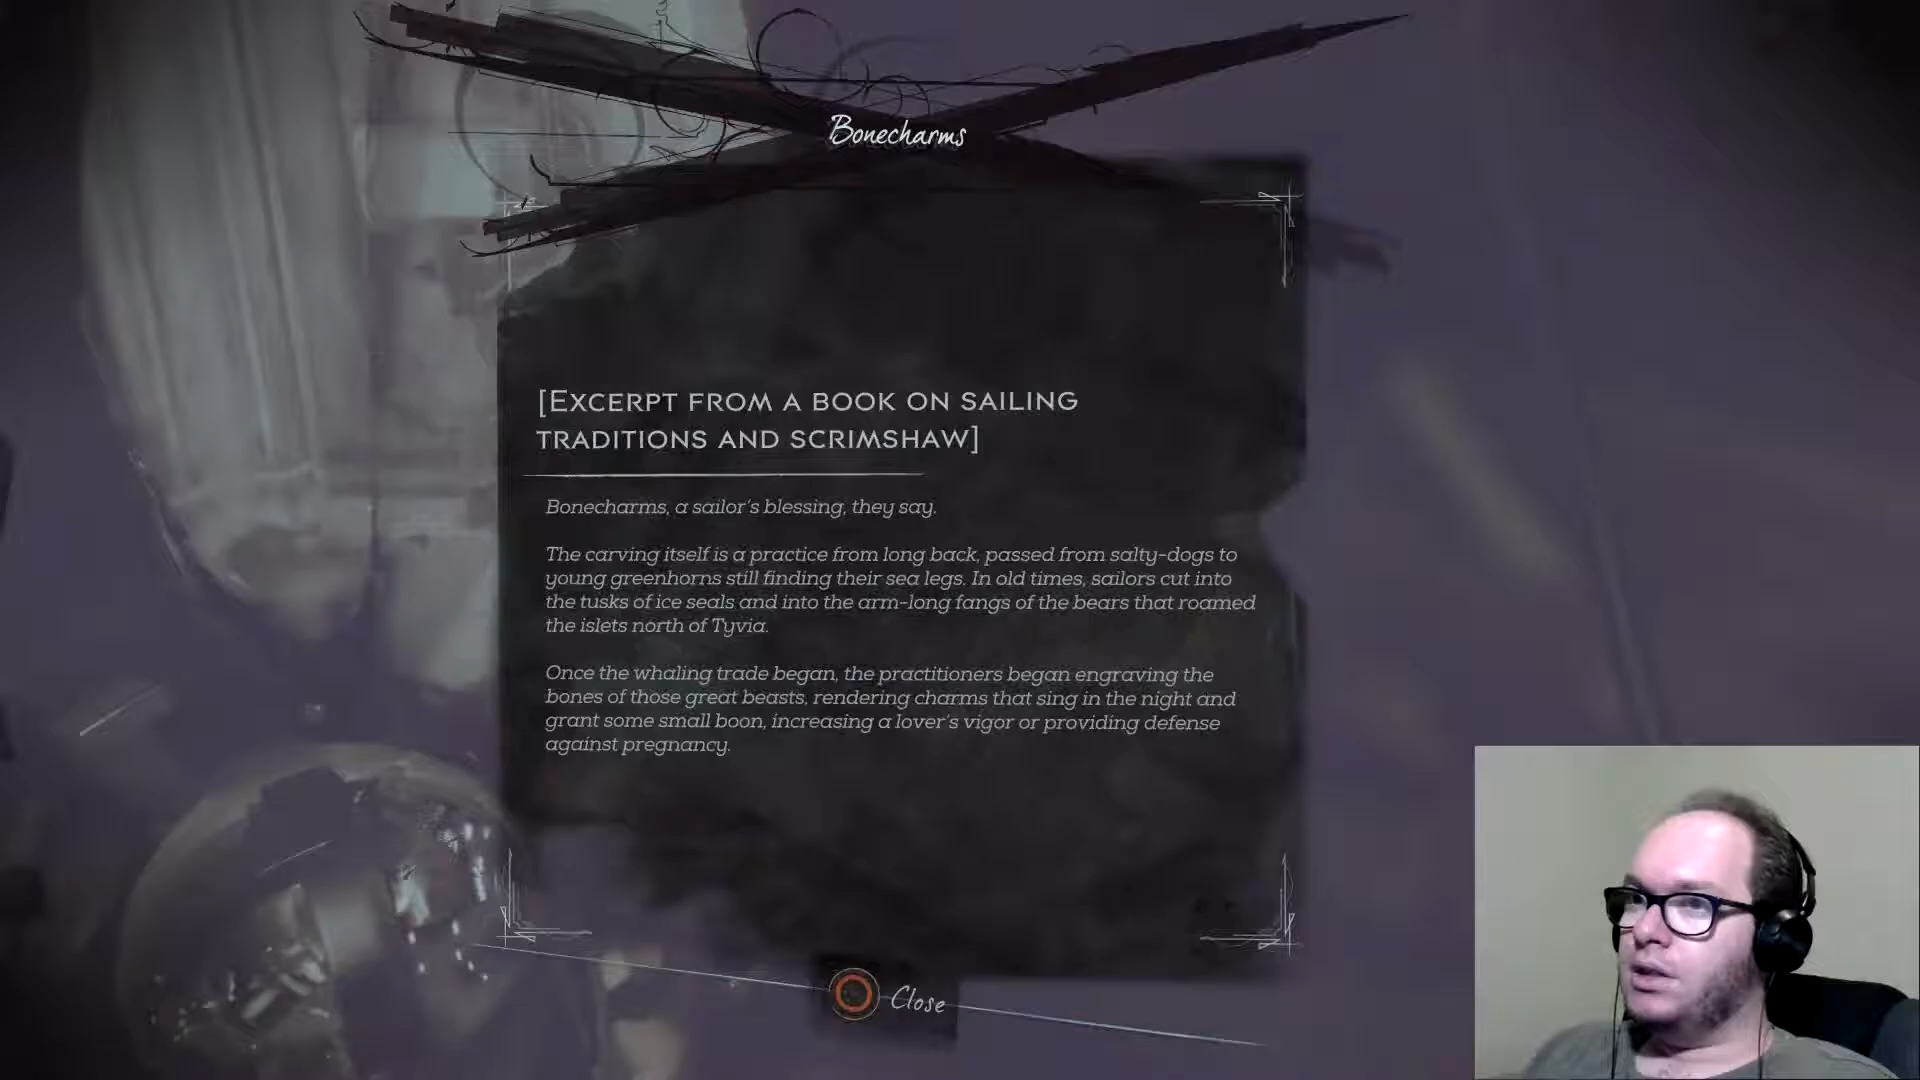 Bonecharms
[EXCERPT FROM A BOOK ON SAILING
TRADITIONS AND SCRIMSHAW]
Bonecharms, a sailor's blessing, they say.
The carving itself is a practice from long back, passed from salty-dogs to
young greenhorns still finding their sea legs. In old times, sailors cut into
the tusks of ice seals and into the arm-long fangs of the bears that roamed
the islets north of Tyvia.
Once the whaling trade began, the practitioners began engraving the
bones of those great beasts, rendering charms that sing in the night and
grant some small boon, increasing a lover's vigor or providing defense
against pregnancy.
Close